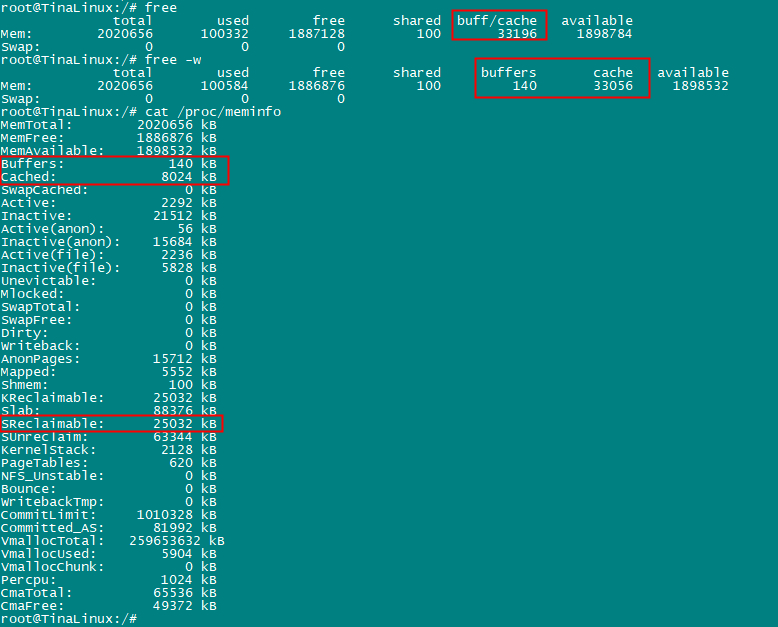 root@TinaLinux:/# free
total used free shared buff/cache available
Mem: 2020656 100332 1887128 100 33196 1898784
Swap: 0 0 0
root@TinaLinux:/# free -w
total used free shared buffers cache available
Mem: 2020656 100584 1886876 100 140 33056 1898532
Swap: 0 0 0
root@TinaLinux:/# cat /proc/meminfo
MemTotal: 2020656 kB
MemFree: 1886876 kB
MemAvailable: 1898532 kB
Buffers: 140 kB
Cached: 8024 kB
SwapCached: 0 kB
Active: 2292 kB
Inactive: 21512 kB
Active(anon): 56 kB
Inactive(anon): 15684 kB
Active(file): 2236 kB
Inactive(file): 5828 kB
Unevictable: 0 kB
Mlocked: 0 kB
SwapTotal: 0 kB
SwapFree: 0 kB
Dirty: 0 kB
Writeback: 0 kB
AnonPages: 15712 kB
Mapped: 5552 kB
Shmem: 100 kB
KReclaimable: 25032 kB
Slab: 88376 kB
SReclaimable: 25032 kB
SUnreclaim: 63344 kB
KernelStack: 2128 kB
PageTables: 620 kB
NFS_Unstable: 0 kB
Bounce: 0 kB
WritebackTmp: 0 kB
CommitLimit: 1010328 kB
Committed_AS: 81992 kB
VmallocTotal: 259653632 kB
VmallocUsed: 5904 kB
VmallocChunk: 0 kB
Percpu: 1024 kB
CmaTotal: 65536 kB
CmaFree: 49372 kB
root@TinaLinux:/#